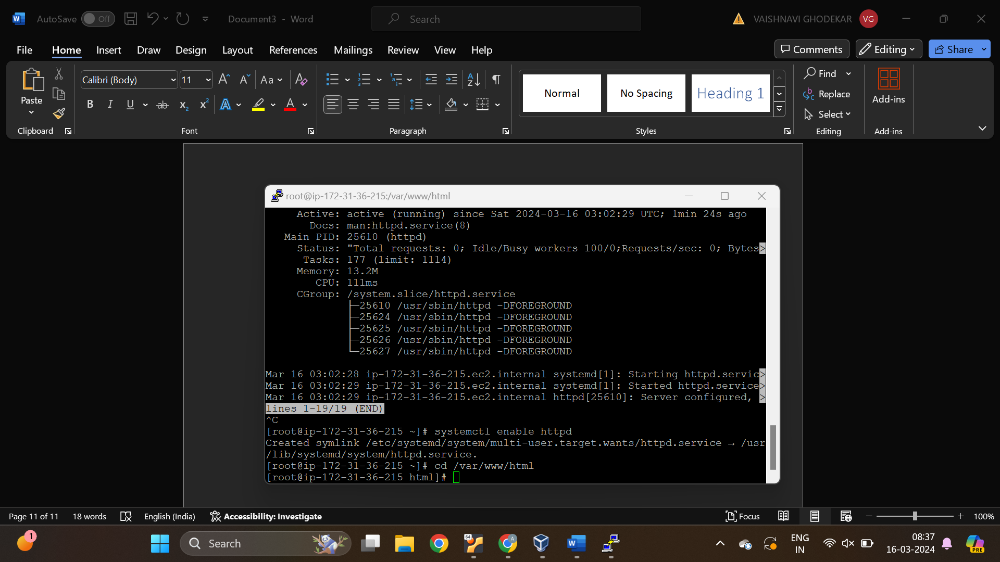 AutoSave Off Document3 - Word Search VAISHNAVI GHODEKAR VG
File Home Insert Draw Design Layout References Mailings Review View Help Comments Editing Share
Paste Calibri (Body) 11 Aa Normal No Spacing Heading 1 Find Replace Select Add-ins
Clipboard Font Paragraph Styles Editing Add-ins
root@ip-172-31-36-215:/var/www/html
Active: active (running) since Sat 2024-03-16 03:02:29 UTC; 1min 24s ago
Docs: man:httpd.service(8)
Main PID: 25610 (httpd)
Status: "Total requests: 0; Idle/Busy workers 100/0;Requests/sec: 0; Bytes>
Tasks: 177 (limit: 1114)
Memory: 13.2M
CPU: 111ms
CGroup: /system.slice/httpd.service
├─25610 /usr/sbin/httpd -DFOREGROUND
├─25624 /usr/sbin/httpd -DFOREGROUND
├─25625 /usr/sbin/httpd -DFOREGROUND
├─25626 /usr/sbin/httpd -DFOREGROUND
└─25627 /usr/sbin/httpd -DFOREGROUND
Mar 16 03:02:28 ip-172-31-36-215.ec2.internal systemd[1]: Starting httpd.servic>
Mar 16 03:02:29 ip-172-31-36-215.ec2.internal systemd[1]: Started httpd.service>
Mar 16 03:02:29 ip-172-31-36-215.ec2.internal httpd[25610]: Server configured, >
lines 1-19/19 (END)
^C
[root@ip-172-31-36-215 ~]# systemctl enable httpd
Created symlink /etc/systemd/system/multi-user.target.wants/httpd.service → /usr
/lib/systemd/system/httpd.service.
[root@ip-172-31-36-215 ~]# cd /var/www/html
[root@ip-172-31-36-215 html]#
Page 11 of 11 18 words English (India) Accessibility: Investigate Focus 100%
1 Search 64 A ENG IN 08:37 16-03-2024 PRE